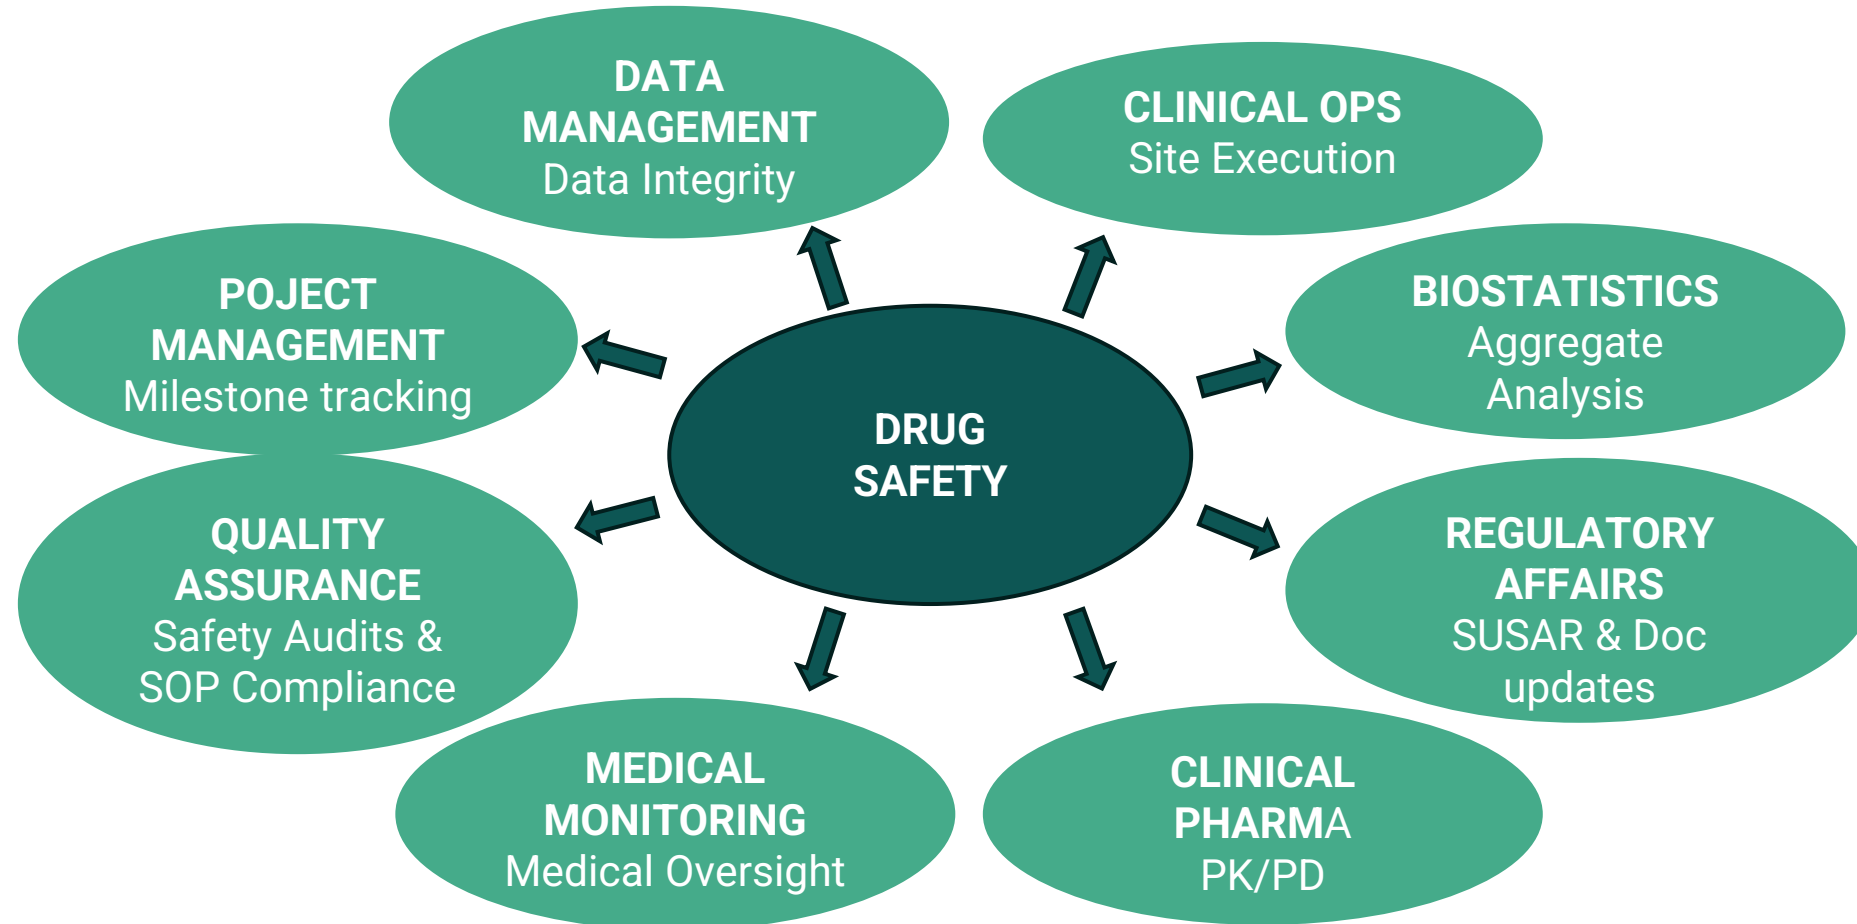 DATA
MANAGEMENT
Data Integrity
CLINICAL OPS
Site Execution
POJECT
MANAGEMENT
Milestone tracking
BIOSTATISTICS
Aggregate
Analysis
DRUG
SAFETY
QUALITY
ASSURANCE
Safety Audits &
SOP Compliance
REGULATORY
AFFAIRS
SUSAR & Doc
updates
MEDICAL
MONITORING
Medical Oversight
CLINICAL
PHARMA
PK/PD